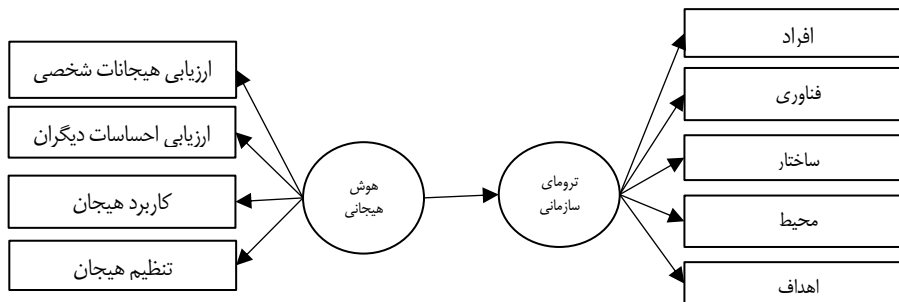 افراد
فناوری
ساختار
محیط
اهداف
ترومای
سازمانی
هوش
هیجانی
ارزیابی هیجانات شخصی
ارزیابی احساسات دیگران
کاربرد هیجان
تنظیم هیجان